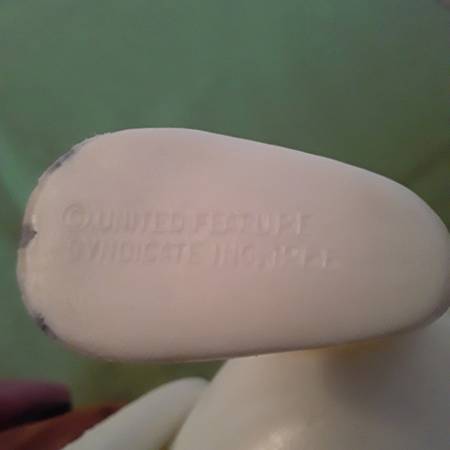 © UNITED FEATURE
SYNDICATE INC.